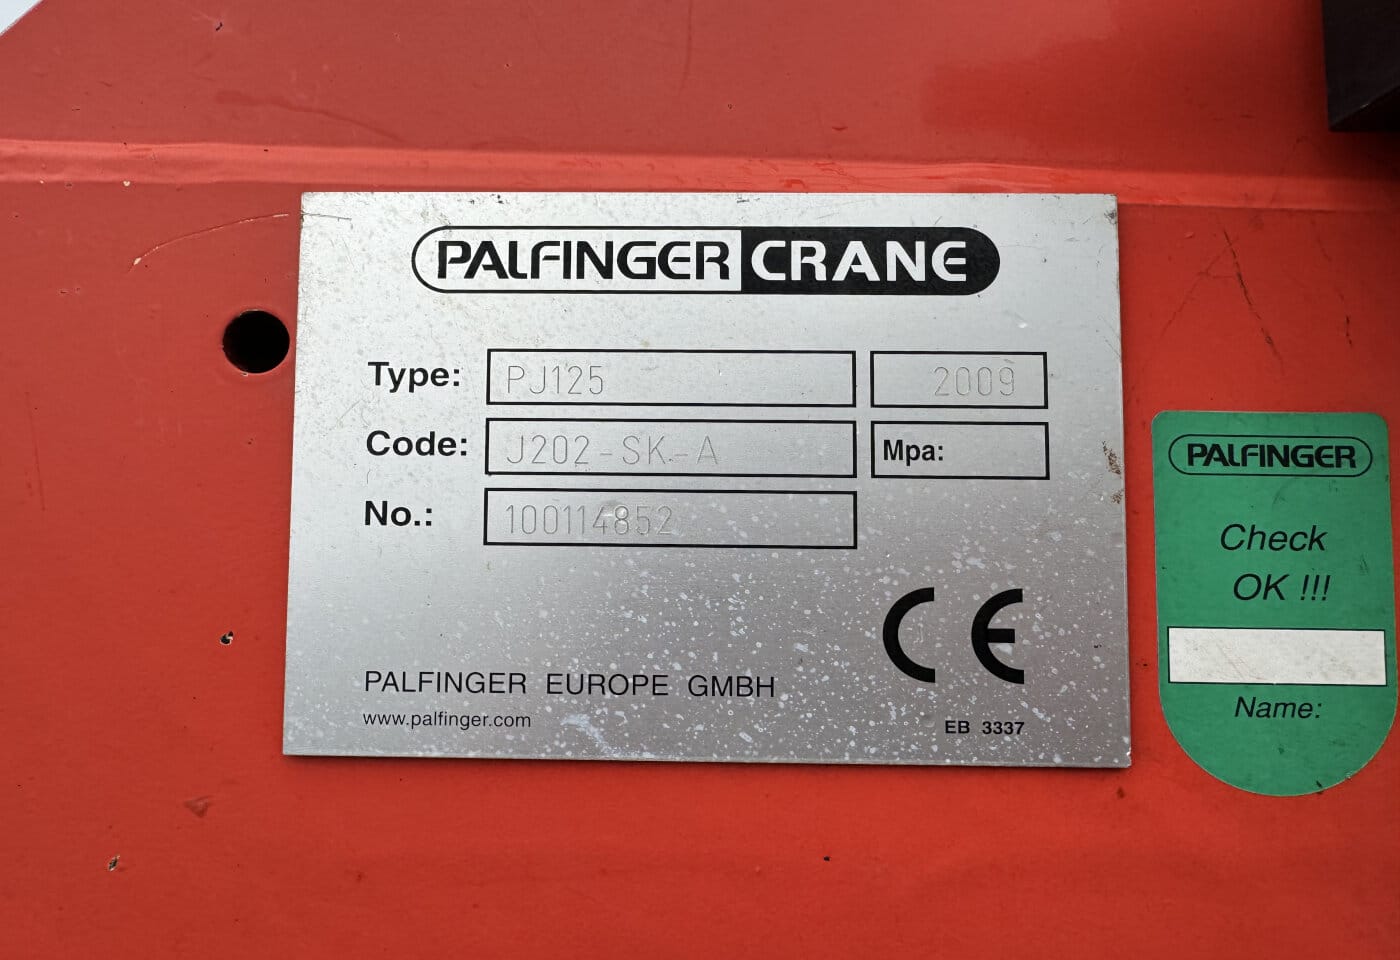 PALFINGER CRANE
Type: PJ125 2009
Code: J202-SK-A Mpa:
No.: 100114852
PALFINGER EUROPE GMBH
www.palfinger.com
CE
EB 3337
PALFINGER
Check
OK !!!
Name: